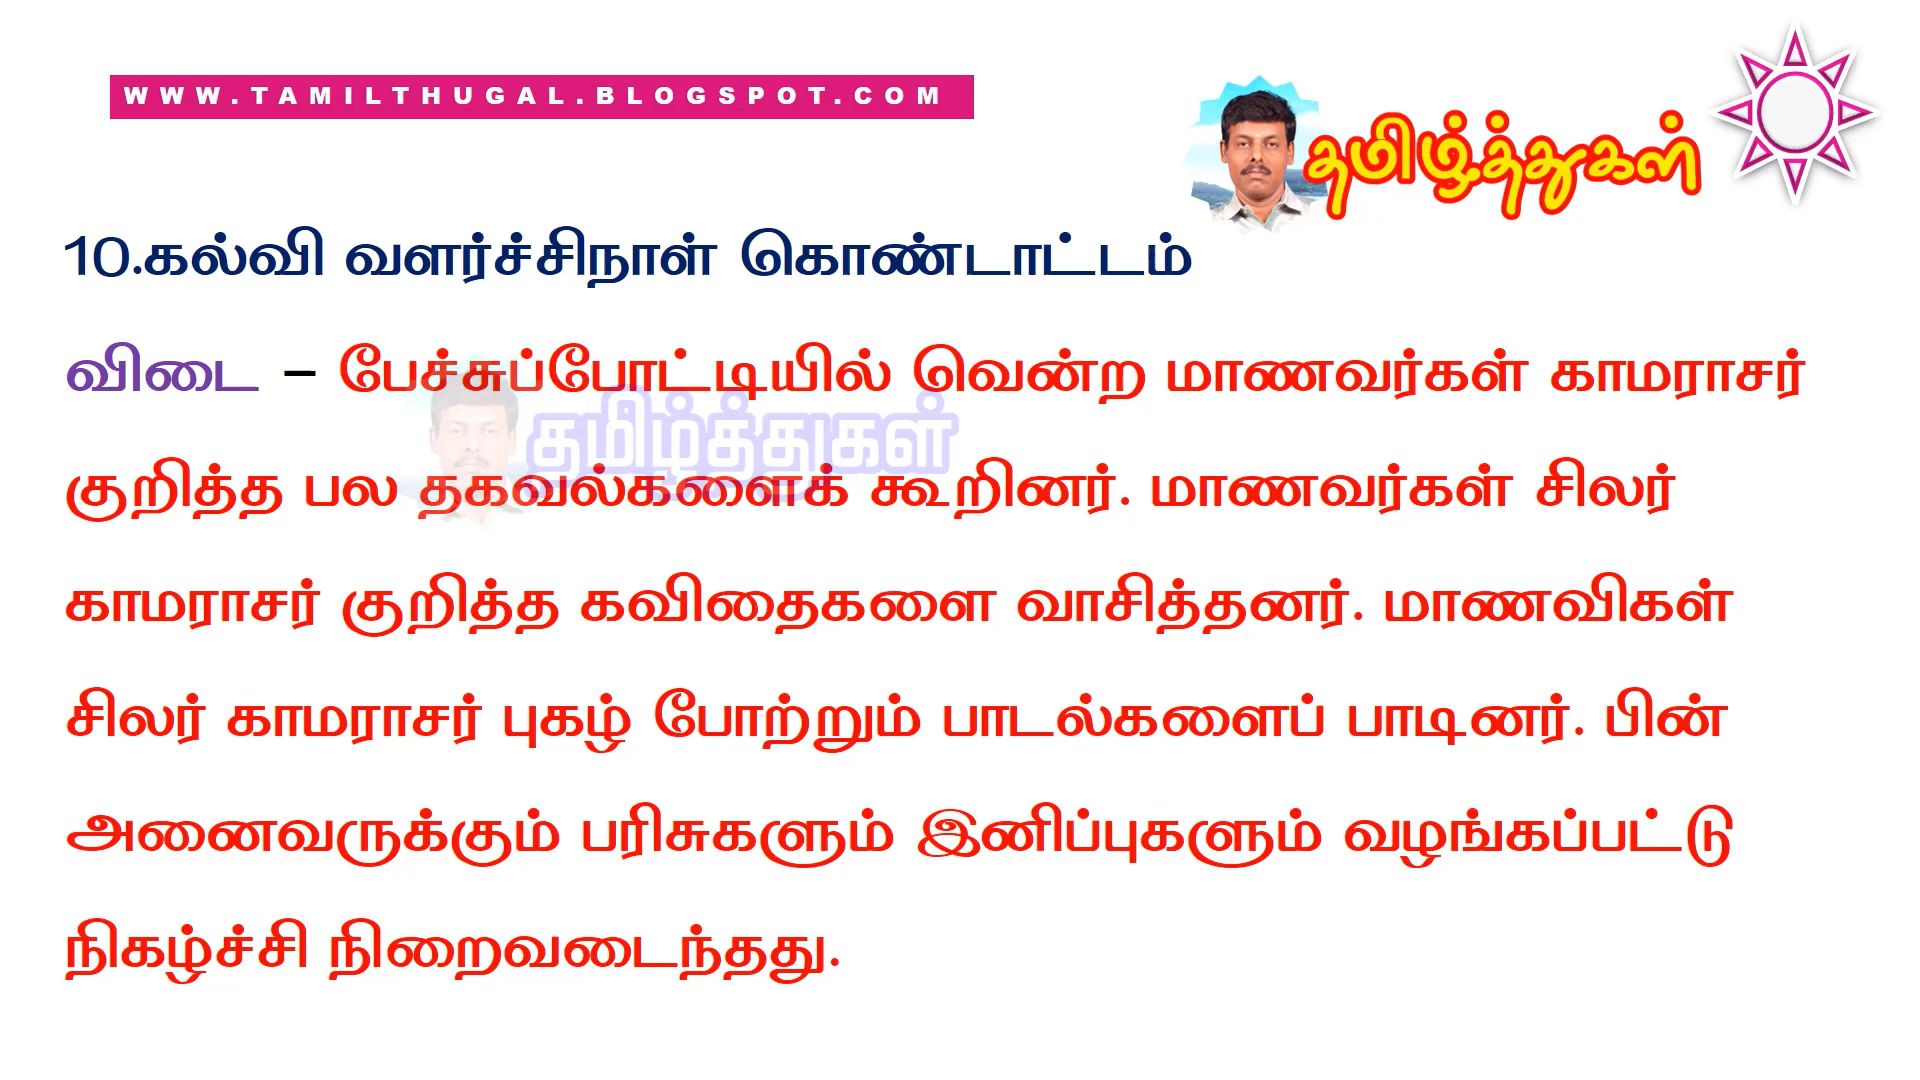 WWW.TAMILTHUGAL.BLOGSPOT.COM
தமிழ்த்துகள்
10.கல்வி வளர்ச்சிநாள் கொண்டாட்டம்
விடை – பேச்சுப்போட்டியில் வென்ற மாணவர்கள் காமராசர்
தமிழ்த்துகள்
குறித்த பல தகவல்களைக் கூறினர். மாணவர்கள் சிலர்
காமராசர் குறித்த கவிதைகளை வாசித்தனர். மாணவிகள்
சிலர் காமராசர் புகழ் போற்றும் பாடல்களைப் பாடினர். பின்
அனைவருக்கும் பரிசுகளும் இனிப்புகளும் வழங்கப்பட்டு
நிகழ்ச்சி நிறைவடைந்தது.